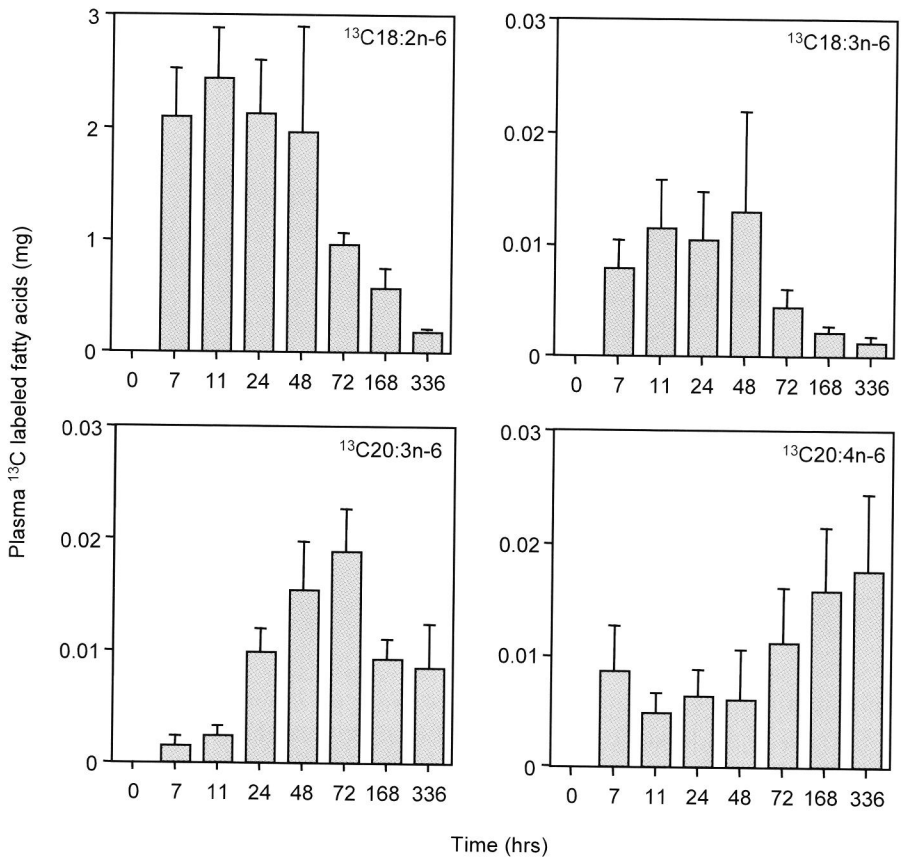 Plasma ¹³C labeled fatty acids (mg)
¹³C18:2n-6
3
2
1
0
0 7 11 24 48 72 168 336
¹³C18:3n-6
0.03
0.02
0.01
0
0 7 11 24 48 72 168 336
¹³C20:3n-6
0.03
0.02
0.01
0
0 7 11 24 48 72 168 336
¹³C20:4n-6
0.03
0.02
0.01
0
0 7 11 24 48 72 168 336
Time (hrs)